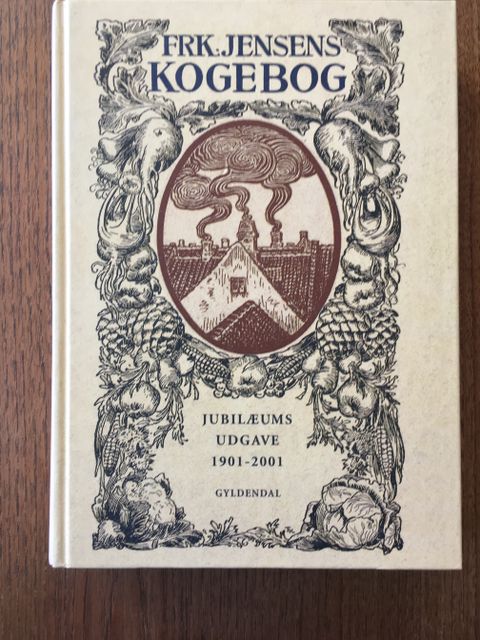 FRK. JENSENS
KOGEBOG
JUBILÆUMS
UDGAVE
1901-2001
GYLDENDAL